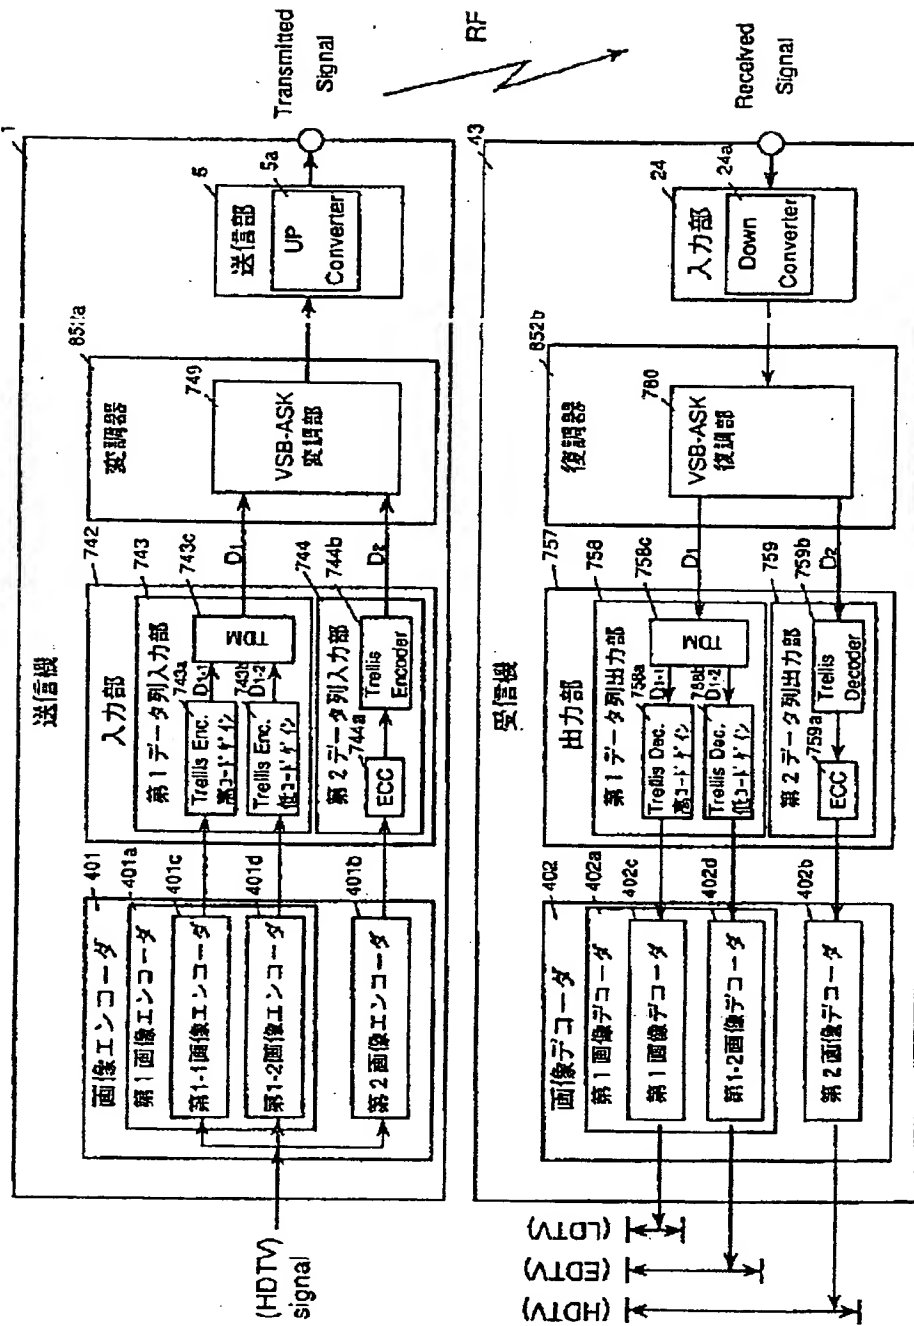 送信機
1
(HDTV)
signal
画像エンコーダ
401
第1画像エンコーダ
401a
第1-1画像エンコーダ
401c
第1-2画像エンコーダ
401d
第2画像エンコーダ
401b
入力部
742
第1データ列入力部
743
Trellis Enc.
高コードゲイン
743a
D1-1
Trellis Enc.
低コードゲイン
743b
D1-2
TDM
743c
第2データ列入力部
744
ECC
744a
Trellis
Encoder
744b
D1
D2
変調器
VSB-ASK
変調部
749
送信部
5
UP
Converter
5a
Transmitted
Signal
RF
受信機
43
Received
Signal
入力部
24
Down
Converter
24a
復調器
852b
VSB-ASK
復調部
760
D1
D2
出力部
757
第1データ列出力部
758
TDM
758c
Trellis Dec.
高コードゲイン
758a
D1-1
Trellis Dec.
低コードゲイン
758b
D1-2
第2データ列出力部
759
Trellis
Decoder
759b
ECC
759a
画像デコーダ
402
第1画像デコーダ
402a
第1画像デコーダ
402c
第1-2画像デコーダ
402d
第2画像デコーダ
402b
(LDTV)
(EDTV)
(HDTV)